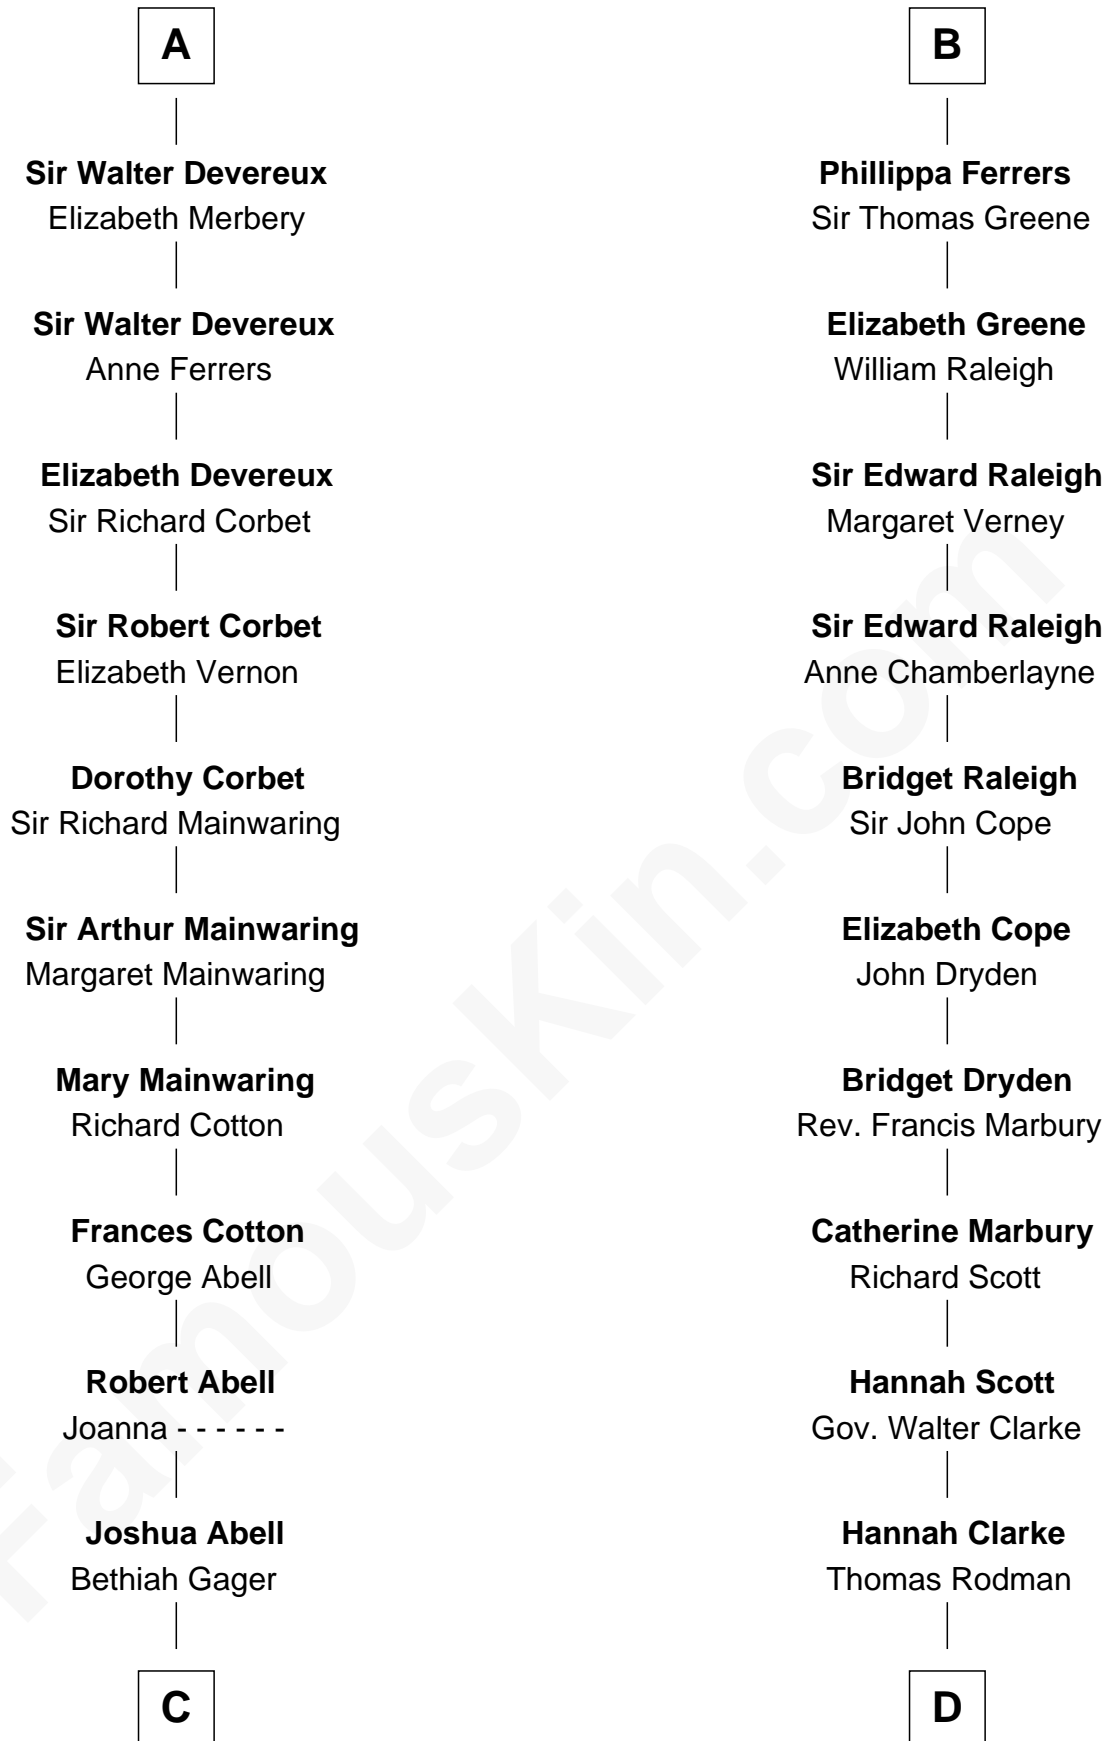 A
Sir Walter Devereux
Elizabeth Merbery
Sir Walter Devereux
Anne Ferrers
Elizabeth Devereux
Sir Richard Corbet
Sir Robert Corbet
Elizabeth Vernon
Dorothy Corbet
Sir Richard Mainwaring
Sir Arthur Mainwaring
Margaret Mainwaring
Mary Mainwaring
Richard Cotton
Frances Cotton
George Abell
Robert Abell
Joanna - - - - - -
Joshua Abell
Bethiah Gager
C
B
Phillippa Ferrers
Sir Thomas Greene
Elizabeth Greene
William Raleigh
Sir Edward Raleigh
Margaret Verney
Sir Edward Raleigh
Anne Chamberlayne
Bridget Raleigh
Sir John Cope
Elizabeth Cope
John Dryden
Bridget Dryden
Rev. Francis Marbury
Catherine Marbury
Richard Scott
Hannah Scott
Gov. Walter Clarke
Hannah Clarke
Thomas Rodman
D
FamousKin.com